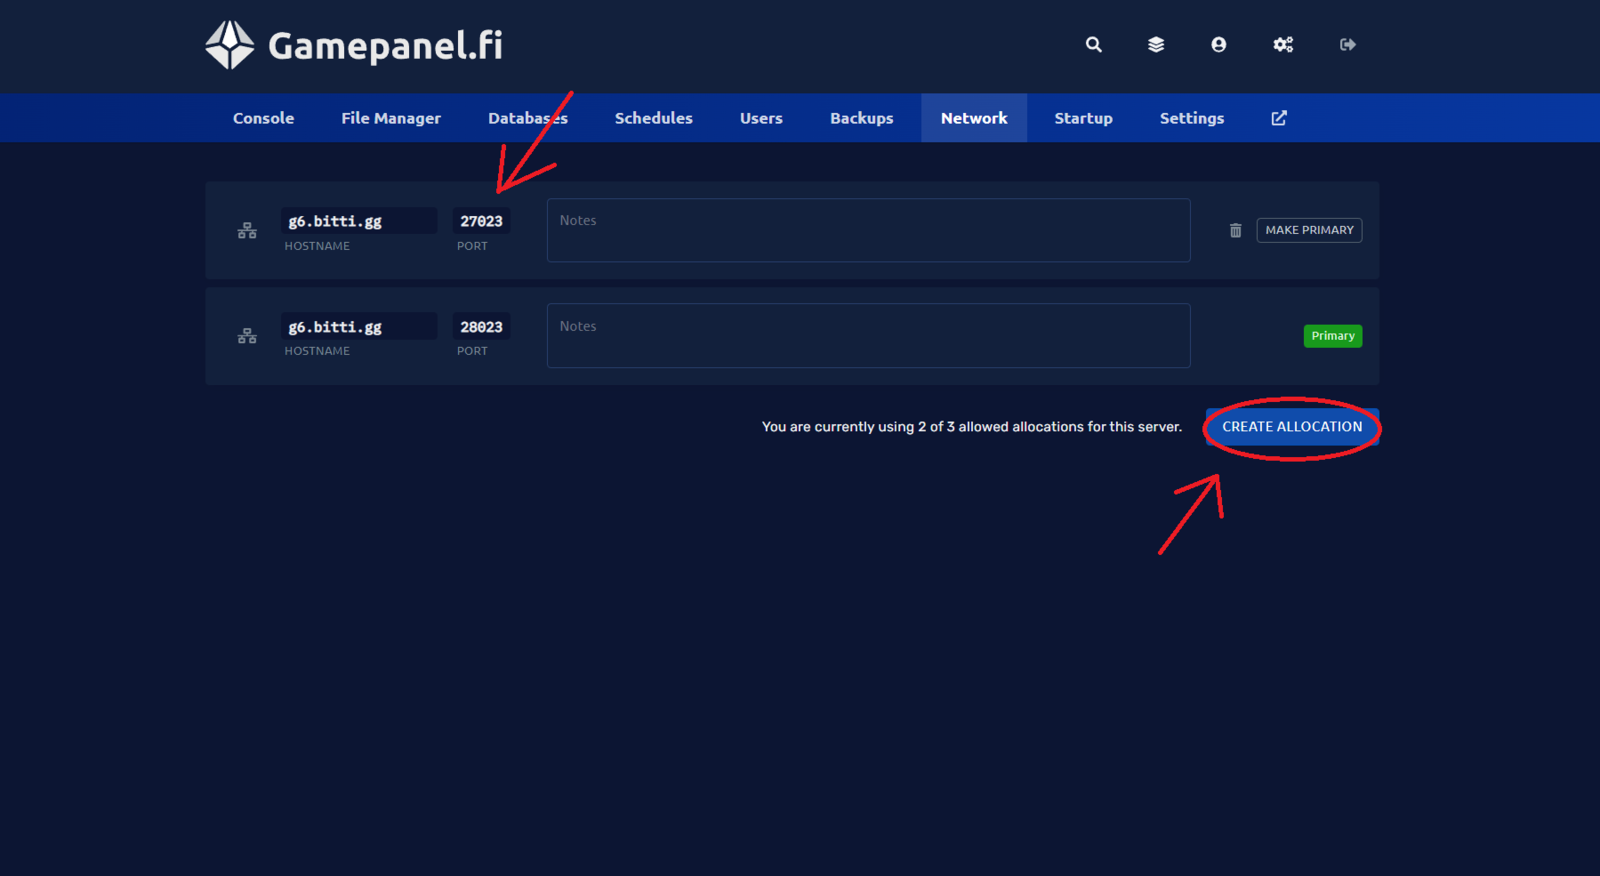 Gamepanel.fi
Console File Manager Databases Schedules Users Backups Network Startup Settings
g6.bitti.gg 27023 Notes MAKE PRIMARY
HOSTNAME PORT
g6.bitti.gg 28023 Notes Primary
HOSTNAME PORT
You are currently using 2 of 3 allowed allocations for this server. CREATE ALLOCATION